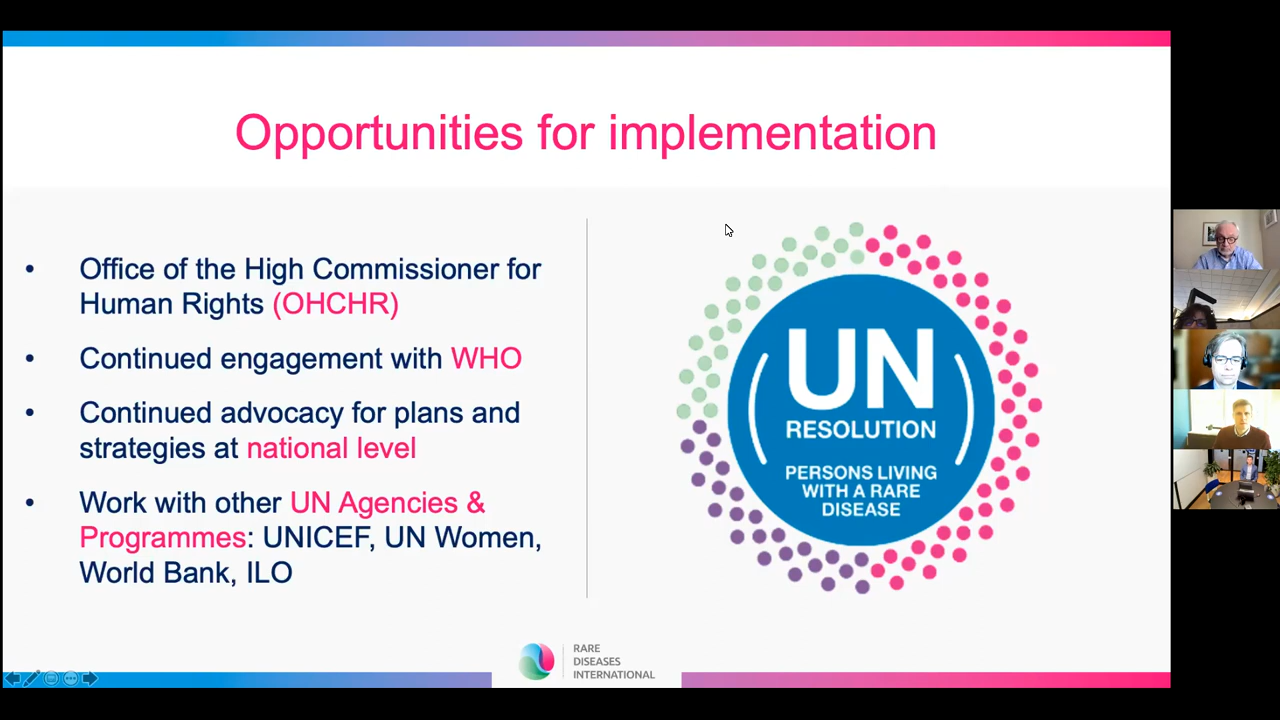 Opportunities for implementation
• Office of the High Commissioner for
Human Rights (OHCHR)
• Continued engagement with WHO
• Continued advocacy for plans and
strategies at national level
• Work with other UN Agencies &
Programmes: UNICEF, UN Women,
World Bank, ILO
UN
RESOLUTION
PERSONS LIVING
WITH A RARE
DISEASE
RARE
DISEASES
INTERNATIONAL